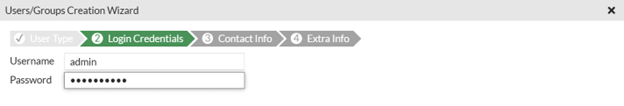 Users/Groups Creation Wizard
User Type 2 Login Credentials 3 Contact Info 4 Extra Info
Username admin
Password ••••••••••